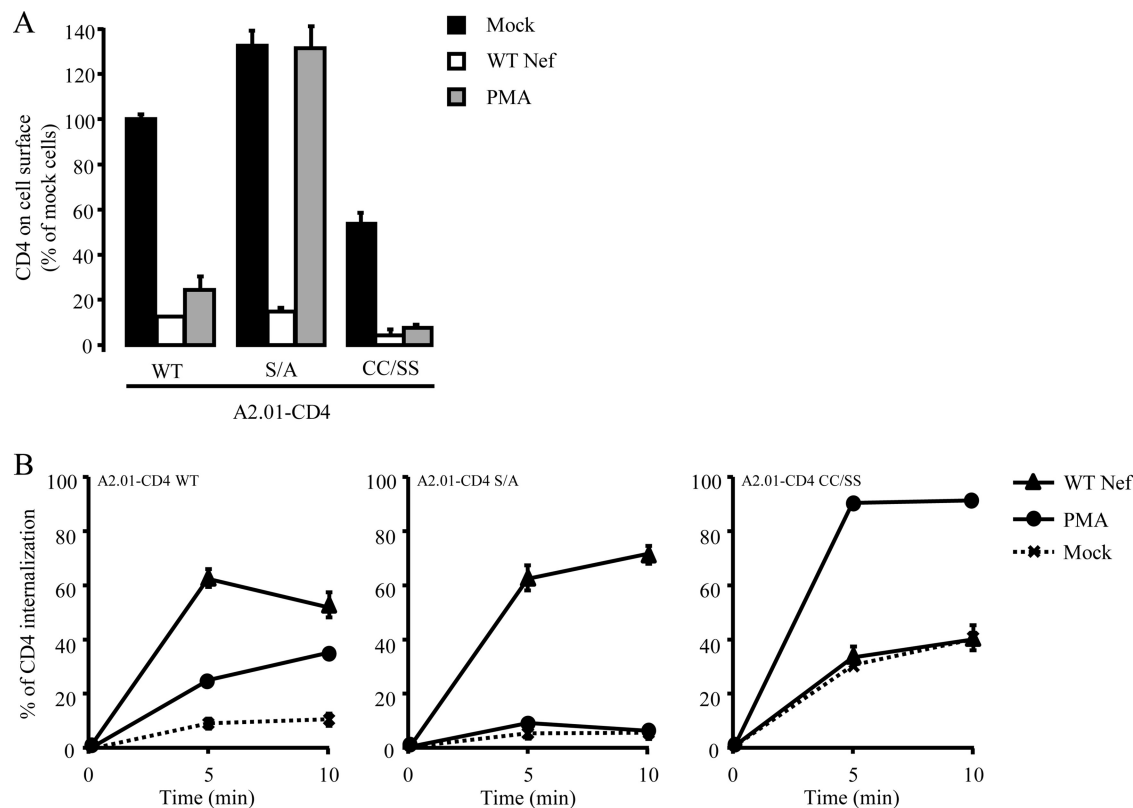 A
140
120
100
80
60
40
20
0
CD4 on cell surface
(% of mock cells)
Mock
WT Nef
PMA
WT
S/A
CC/SS
A2.01-CD4
B
% of CD4 internalization
100
80
60
40
20
0
A2.01-CD4 WT
0
5
10
Time (min)
100
80
60
40
20
0
A2.01-CD4 S/A
0
5
10
Time (min)
100
80
60
40
20
0
A2.01-CD4 CC/SS
0
5
10
Time (min)
WT Nef
PMA
Mock